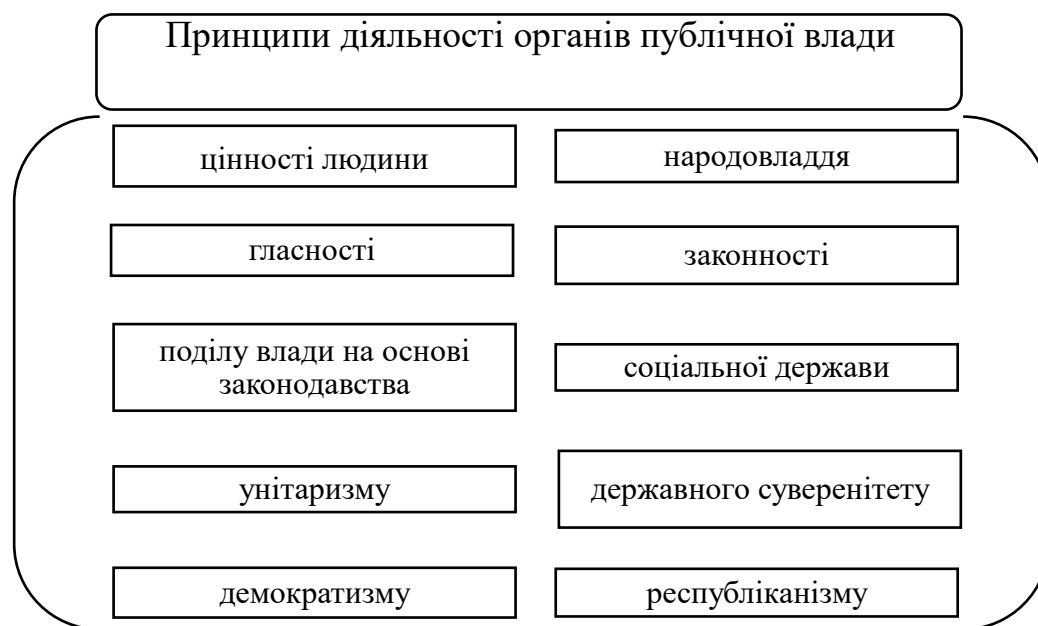 Принципи діяльності органів публічної влади
цінності людини
народовладдя
гласності
законності
поділу влади на основі
законодавства
соціальної держави
унітаризму
державного суверенітету
демократизму
республіканізму